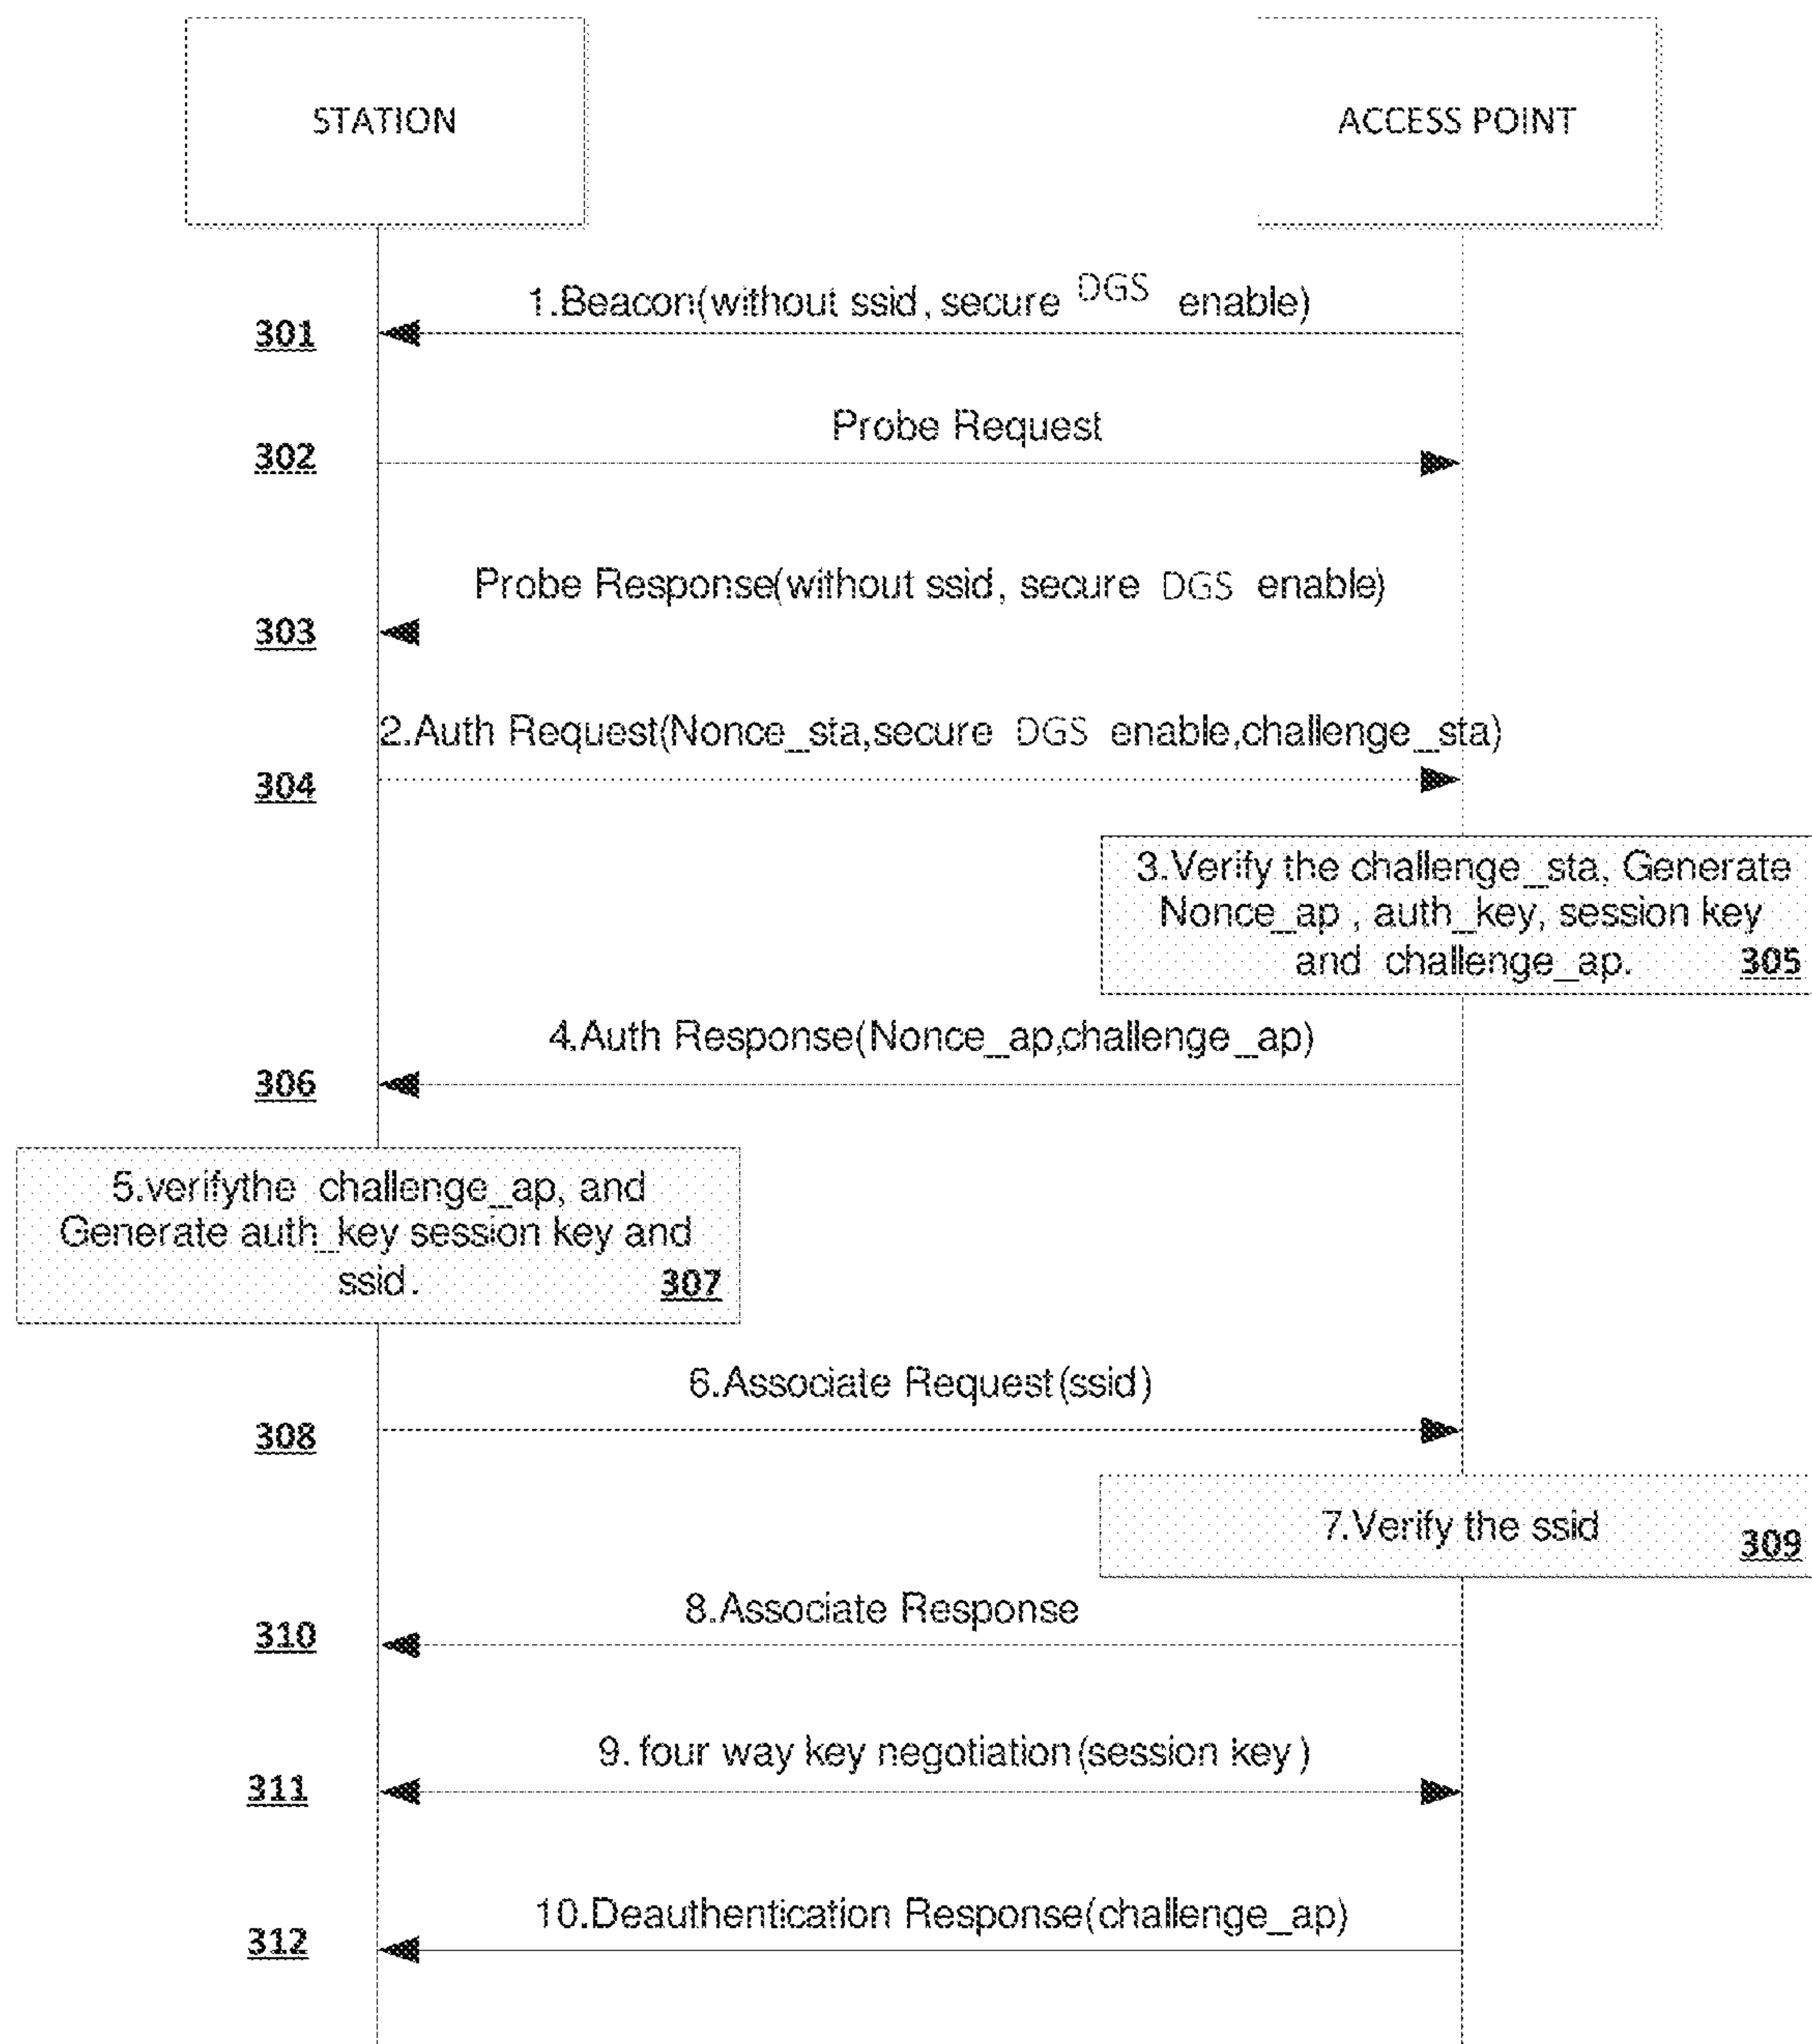 STATION
ACCESS POINT
1.Beacon(without ssid, secure DGS enable)
301
Probe Request
302
Probe Response(without ssid, secure DGS enable)
303
2.Auth Request(Nonce_sta,secure DGS enable,challenge_sta)
304
3.Verify the challenge_sta, Generate
Nonce_ap , auth_key, session key
and challenge_ap.
305
4.Auth Response(Nonce_ap,challenge_ap)
306
5.verifythe challenge_ap, and
Generate auth_key session key and
ssid.
307
6.Associate Request(ssid)
308
7.Verify the ssid
309
8.Associate Response
310
9. four way key negotiation(session key)
311
10.Deauthentication Response(challenge_ap)
312